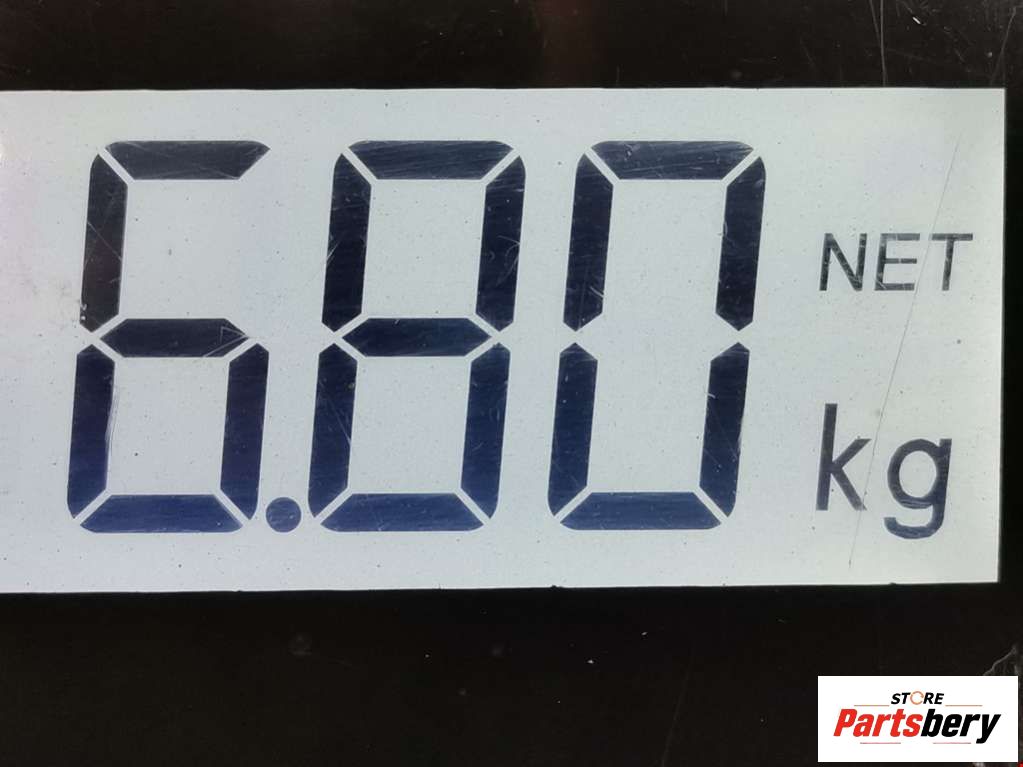 6.80
NET
kg
STORE
Partsbery